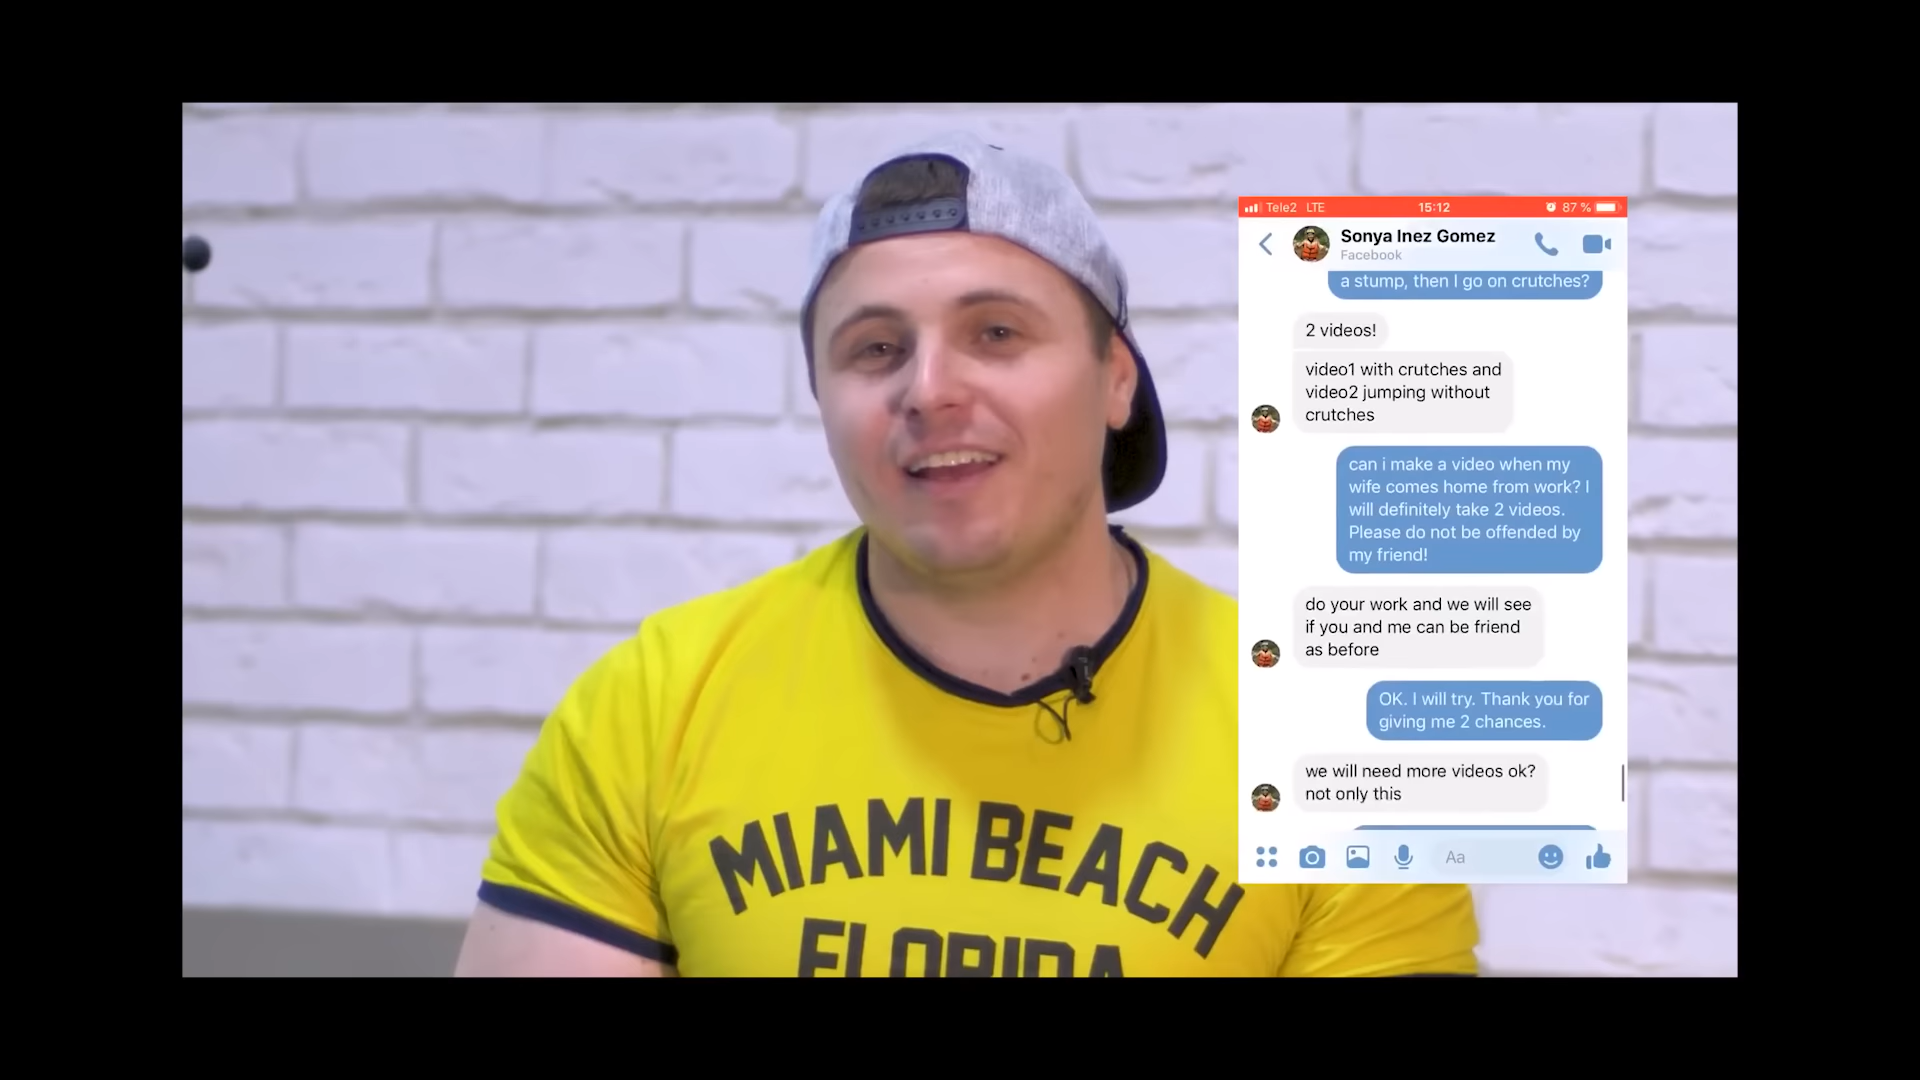 MIAMI BEACH
FLORIDA
Tele2 LTE 15:12 87 %
Sonya Inez Gomez
Facebook
a stump, then I go on crutches?
2 videos!
video1 with crutches and
video2 jumping without
crutches
can i make a video when my
wife comes home from work? I
will definitely take 2 videos.
Please do not be offended by
my friend!
do your work and we will see
if you and me can be friend
as before
OK. I will try. Thank you for
giving me 2 chances.
we will need more videos ok?
not only this
Aa